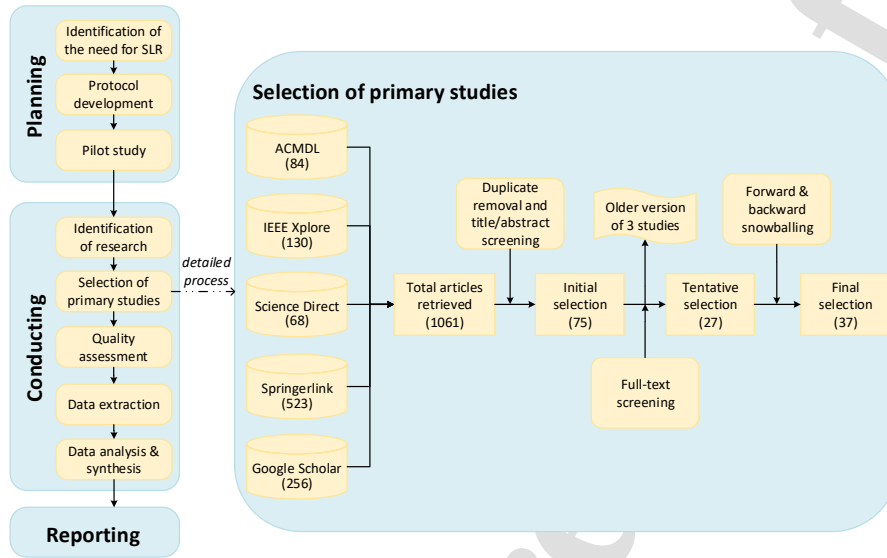 Planning
Identification of
the need for SLR
Protocol
development
Pilot study
Conducting
Identification
of research
Selection of
primary studies
Quality
assessment
Data extraction
Data analysis &
synthesis
Reporting
detailed
process
Selection of primary studies
ACMDL
(84)
IEEE Xplore
(130)
Science Direct
(68)
Springerlink
(523)
Google Scholar
(256)
Total articles
retrieved
(1061)
Duplicate
removal and
title/abstract
screening
Initial
selection
(75)
Older version
of 3 studies
Full-text
screening
Tentative
selection
(27)
Forward &
backward
snowballing
Final
selection
(37)